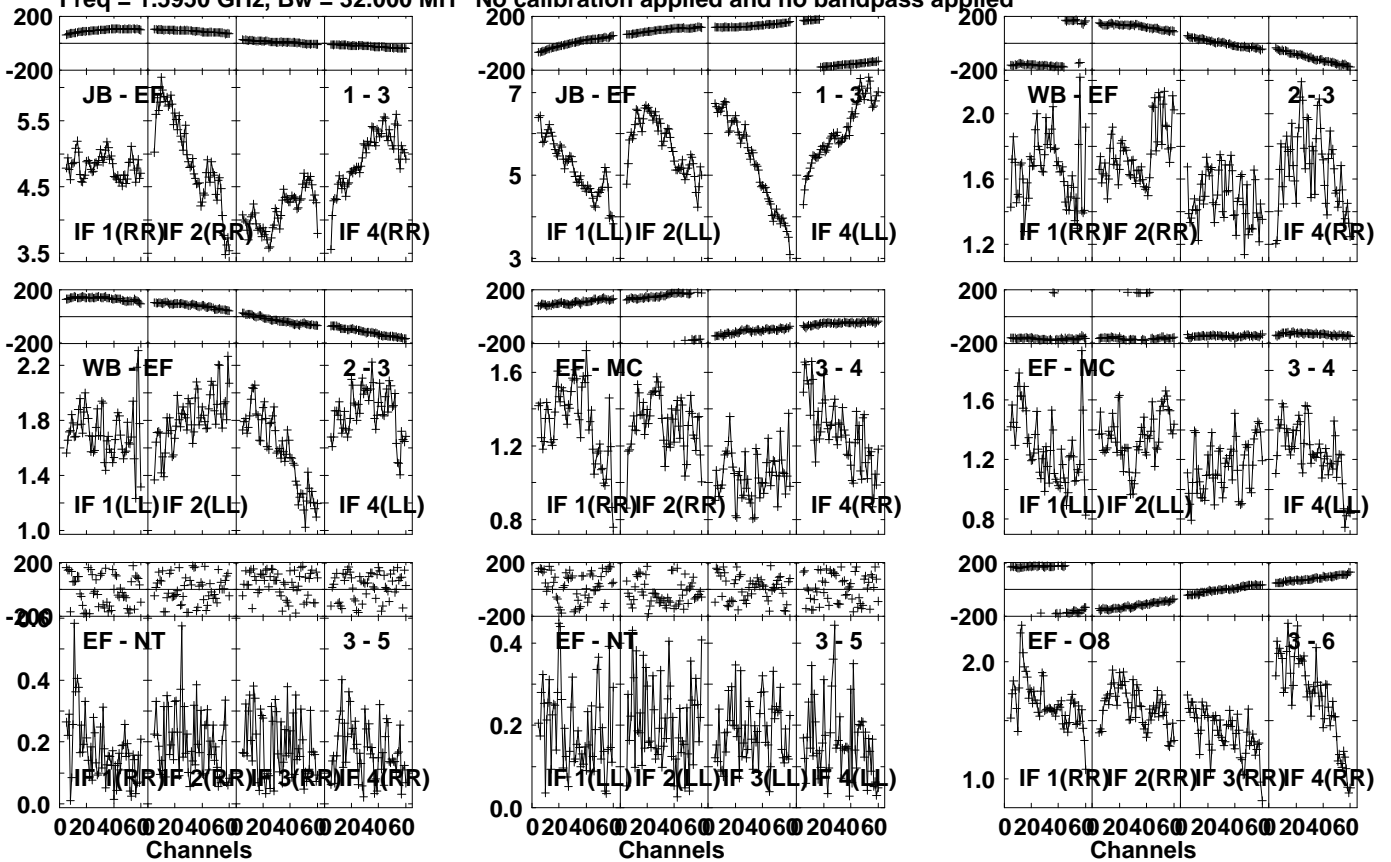 Freq = 1.5950 GHz, Bw = 32.000 MH No calibration applied and no bandpass applied
200 200 200
-200 -200 -200
JB - EF 1 - 3 JB - EF 1 - 3 WB - EF 2 - 3
5.5 7 2.0
4.5 5 1.6
3.5 3 1.2
IF 1(RR) IF 2(RR) IF 4(RR) IF 1(LL) IF 2(LL) IF 4(LL) IF 1(RR) IF 2(RR) IF 4(RR)
200 200 200
-200 -200 -200
WB - EF 2 - 3 EF - MC 3 - 4 EF - MC 3 - 4
2.2 1.6 1.6
1.8 1.2 1.2
1.4 0.8 0.8
1.0
IF 1(LL) IF 2(LL) IF 4(LL) IF 1(RR) IF 2(RR) IF 4(RR) IF 1(LL) IF 2(LL) IF 4(LL)
200 200 200
-200 -200 -200
0.6
EF - NT 3 - 5 EF - NT 3 - 5 EF - O8 3 - 6
0.4 0.4 2.0
0.2 0.2 1.0
0.0 0.0
IF 1(RR) IF 2(RR) IF 3(RR) IF 4(RR) IF 1(LL) IF 2(LL) IF 3(LL) IF 4(LL) IF 1(RR) IF 2(RR) IF 3(RR) IF 4(RR)
0 20 40 60 0 20 40 60 0 20 40 60 0 20 40 60 0 20 40 60 0 20 40 60 0 20 40 60 0 20 40 60 0 20 40 60 0 20 40 60 0 20 40 60 0 20 40 60
Channels Channels Channels